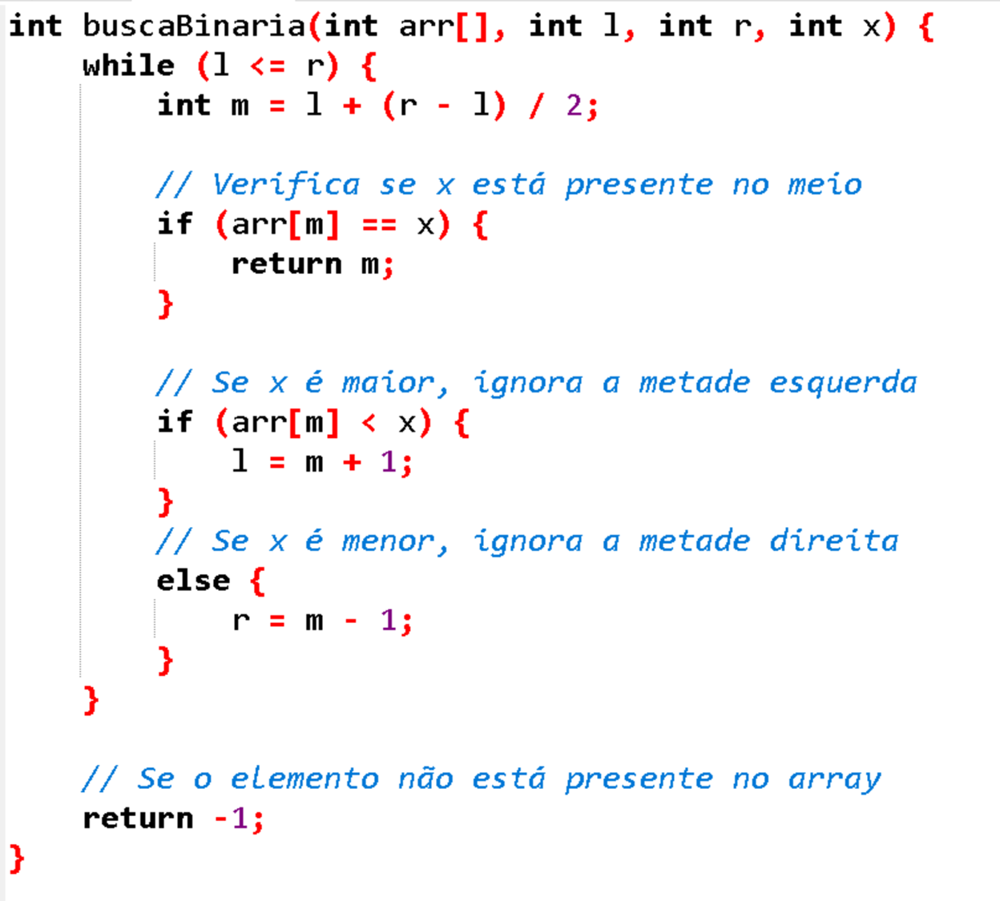 int buscaBinaria(int arr[], int l, int r, int x) {
    while (l <= r) {
        int m = l + (r - l) / 2;

        // Verifica se x está presente no meio
        if (arr[m] == x) {
            return m;
        }

        // Se x é maior, ignora a metade esquerda
        if (arr[m] < x) {
            l = m + 1;
        }
        // Se x é menor, ignora a metade direita
        else {
            r = m - 1;
        }
    }

    // Se o elemento não está presente no array
    return -1;
}